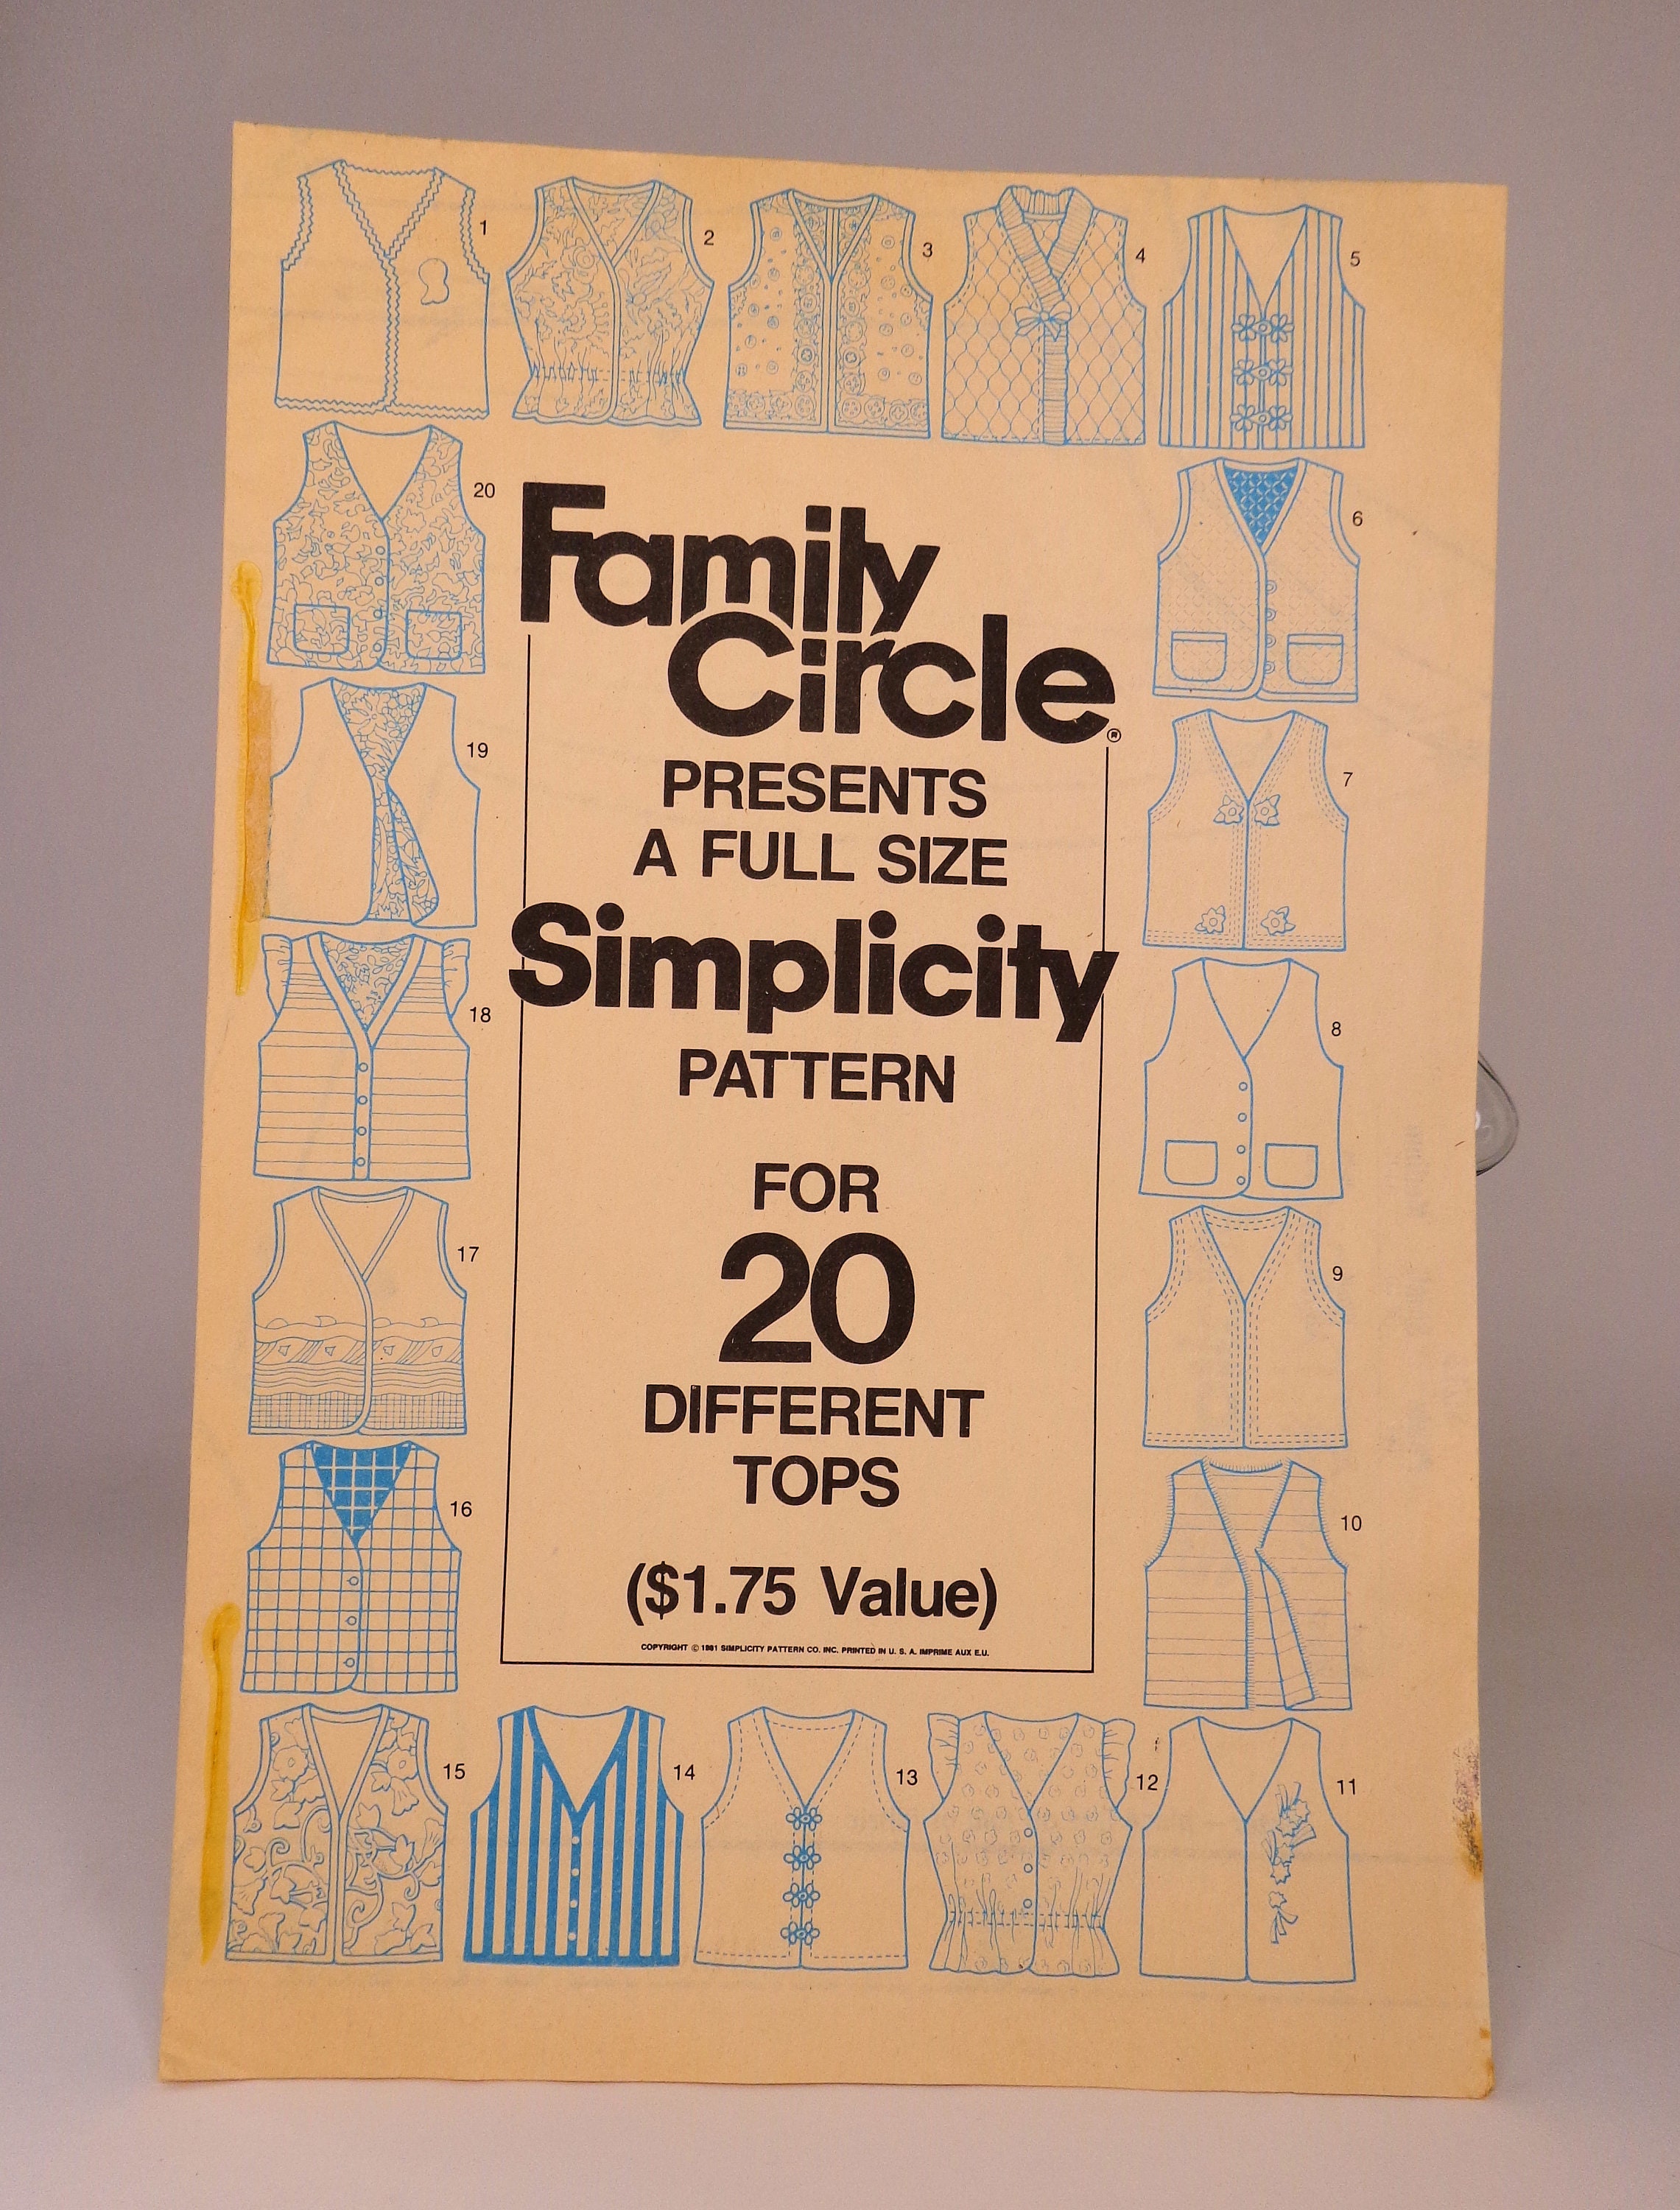 1
2
3
4
5
20
Family
Circle®
6
PRESENTS
19
7
A FULL SIZE
Simplicity
18
8
PATTERN
FOR
17
20
9
DIFFERENT
TOPS
16
10
($1.75 Value)
COPYRIGHT © 1981 SIMPLICITY PATTERN CO. INC. PRINTED IN U. S. A. IMPRIME AUX E.U.
15
14
13
12
11